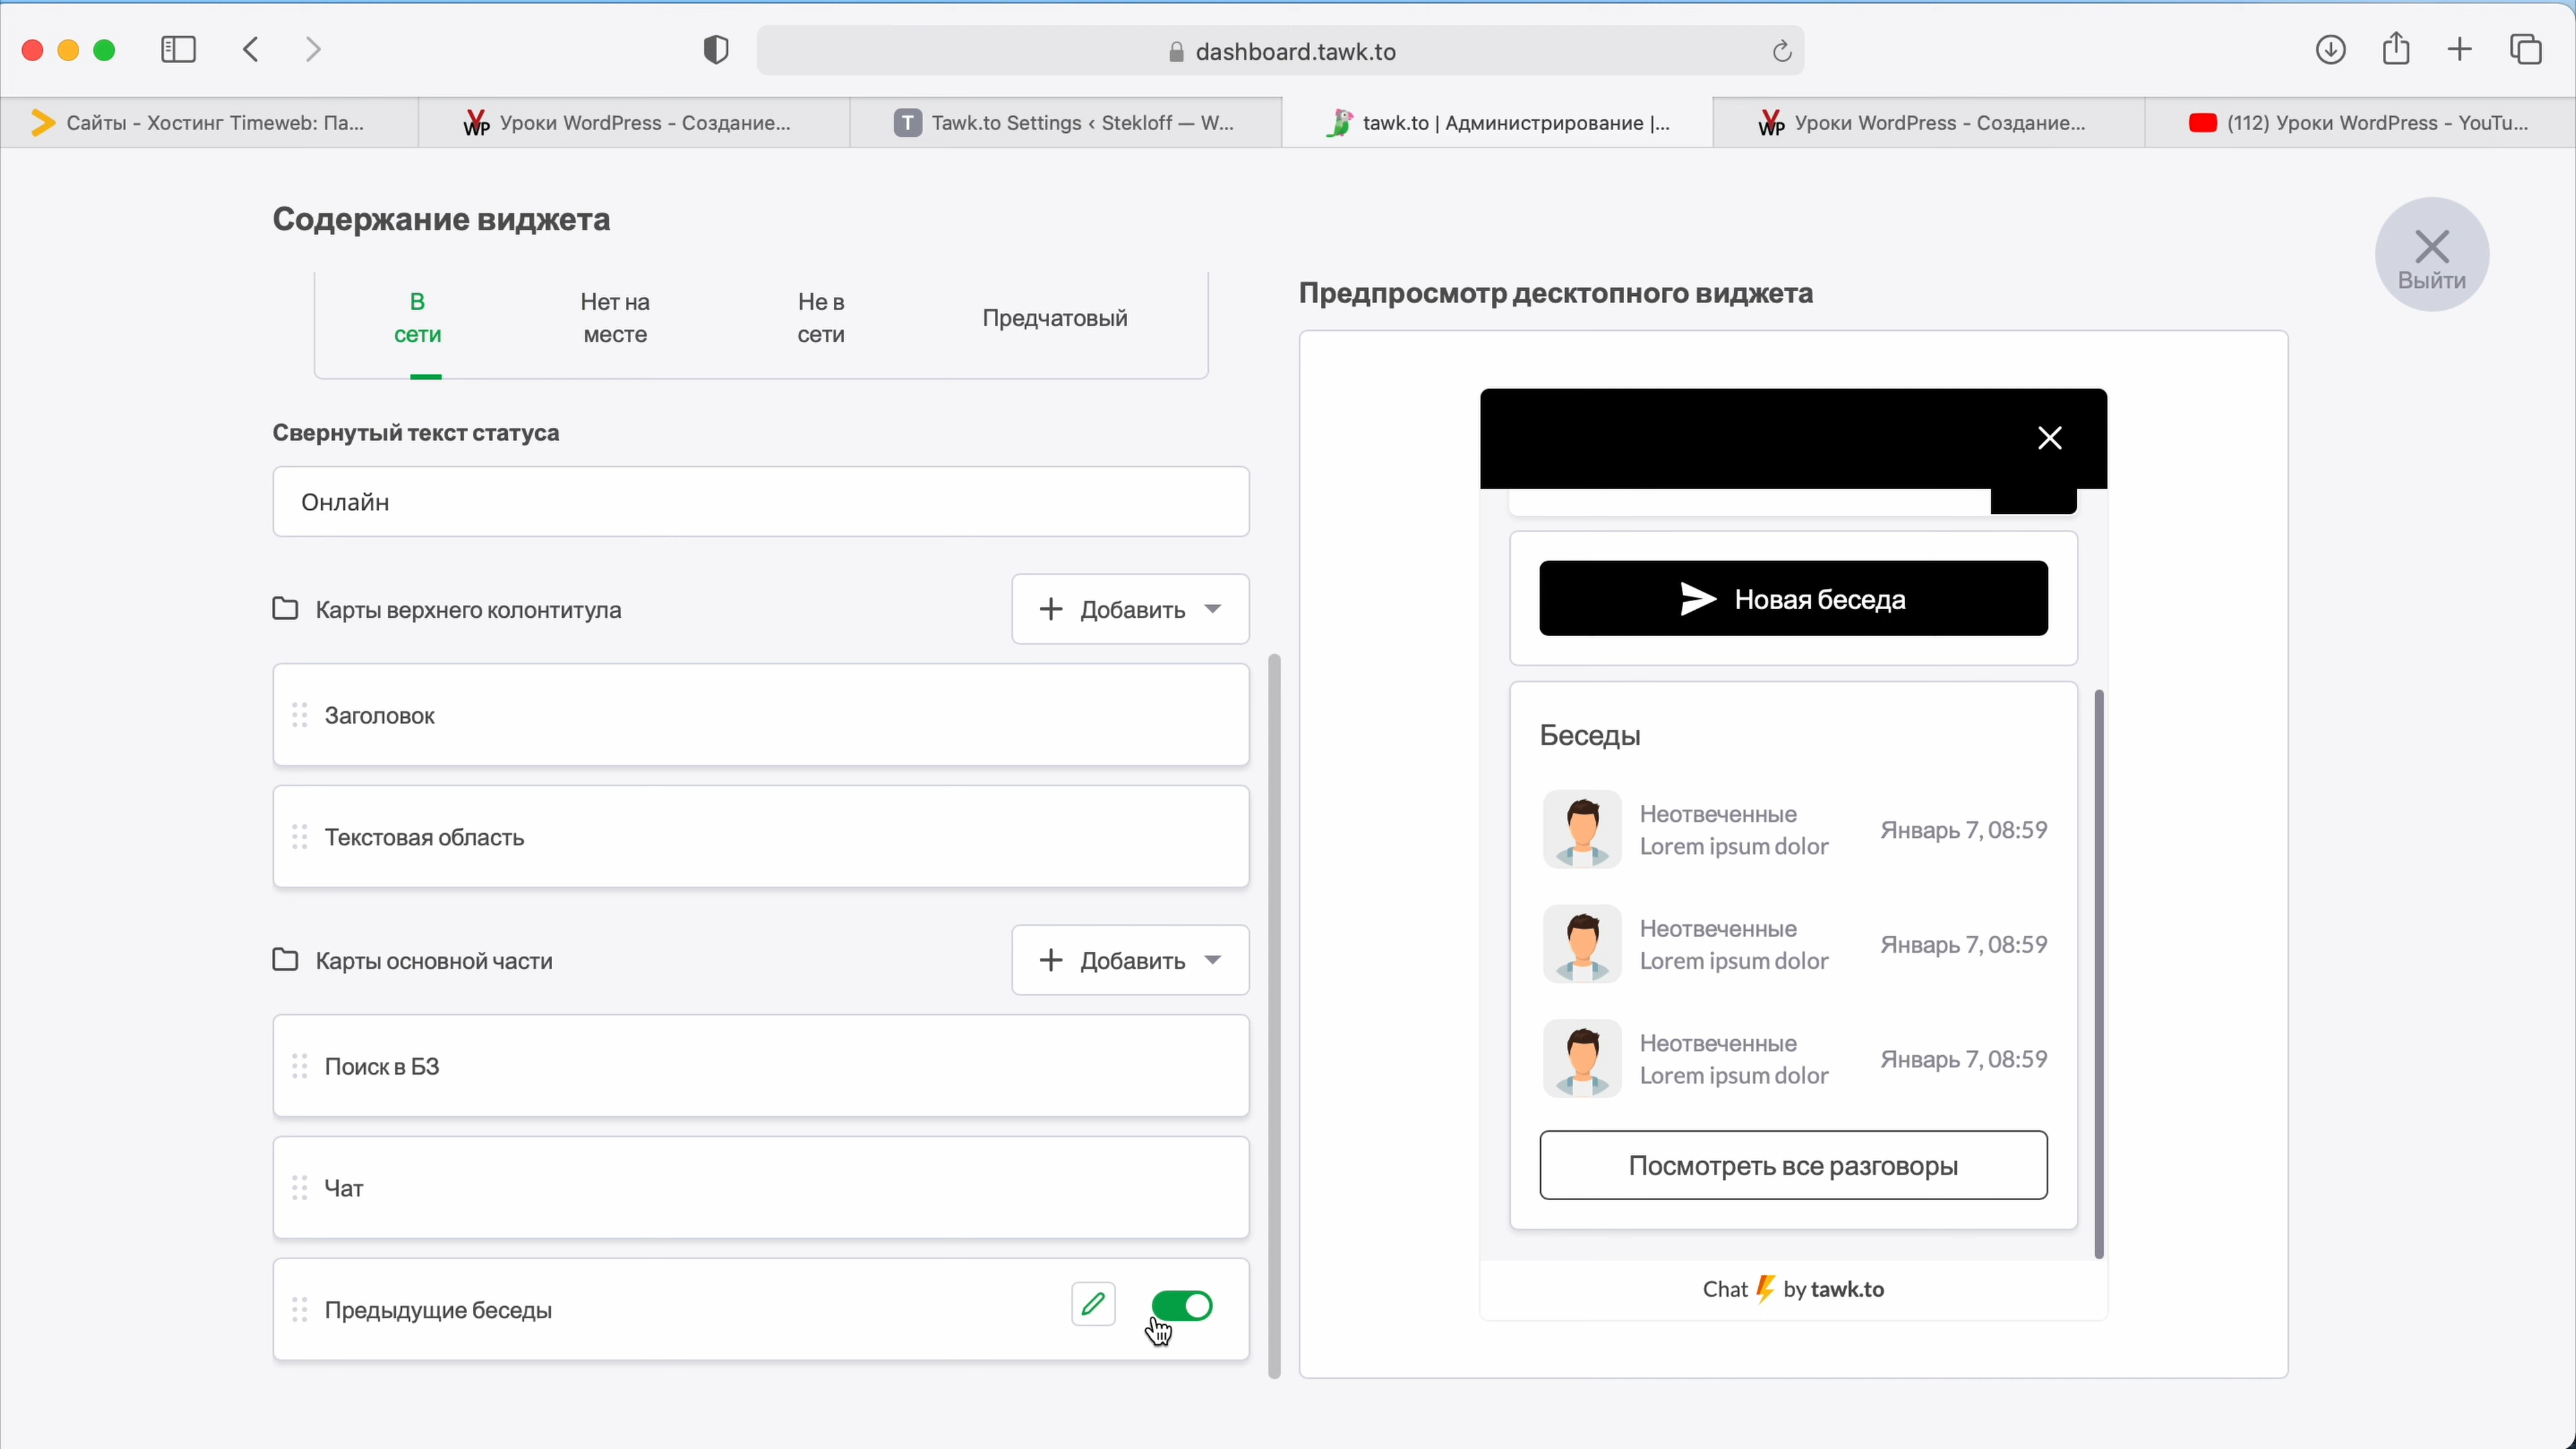 dashboard.tawk.to
Сайты - Хостинг Timeweb: Па...
Уроки WordPress - Создание...
T Tawk.to Settings ‹ Stekloff — W...
tawk.to | Администрирование |...
Уроки WordPress - Создание...
(112) Уроки WordPress - YouTu...
Содержание виджета
Выйти
В сети
Нет на месте
Не в сети
Предчатовый
Свернутый текст статуса
Онлайн
Карты верхнего колонтитула
Добавить
Заголовок
Текстовая область
Карты основной части
Добавить
Поиск в БЗ
Чат
Предыдущие беседы
Предпросмотр десктопного виджета
Новая беседа
Беседы
Неотвеченные
Lorem ipsum dolor
Январь 7, 08:59
Неотвеченные
Lorem ipsum dolor
Январь 7, 08:59
Неотвеченные
Lorem ipsum dolor
Январь 7, 08:59
Посмотреть все разговоры
Chat by tawk.to